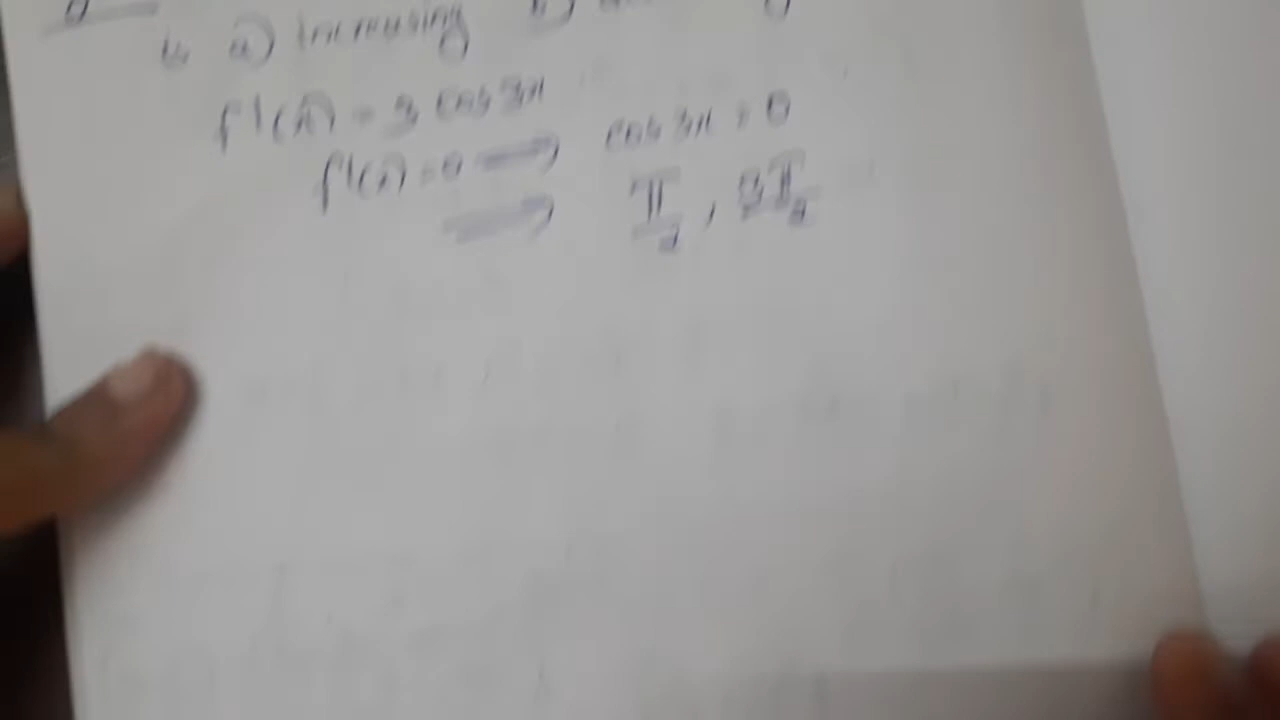 a) increasing b)
f'(x) = 3 cos 3x
f'(x) = 0 ⟹ cos 3x = 0
⟹ π/2, 3π/2